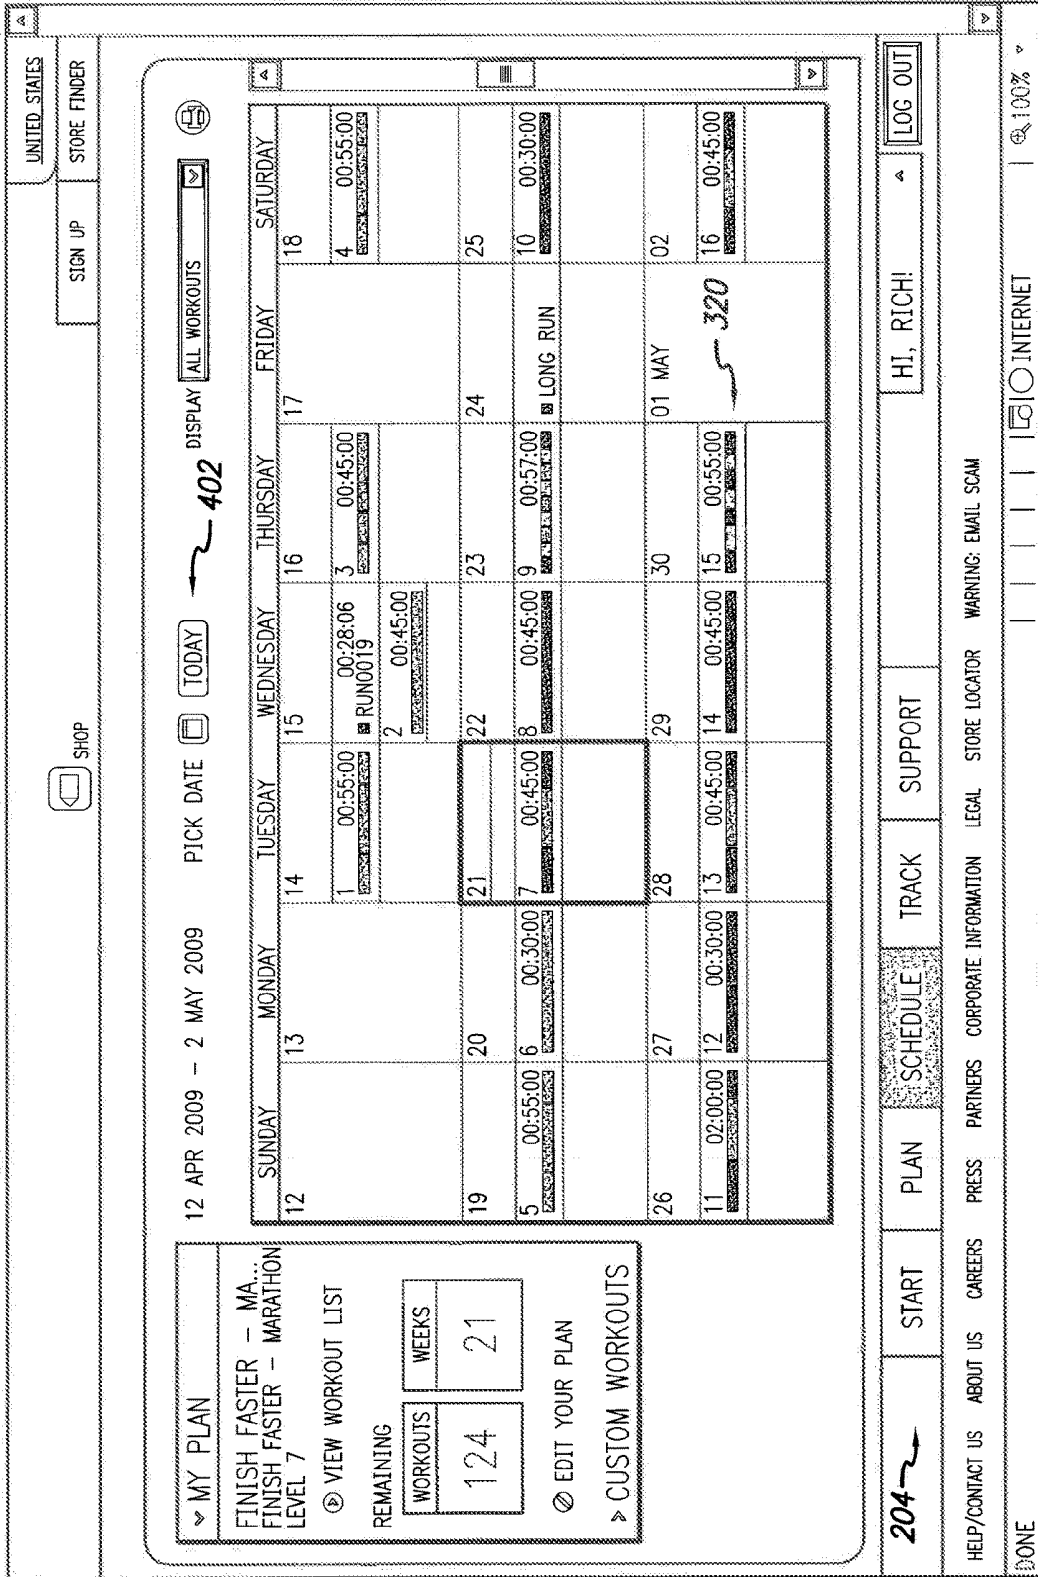 UNITED STATES
SIGN UP STORE FINDER
SHOP
MY PLAN
FINISH FASTER – MA...
FINISH FASTER – MARATHON
LEVEL 7
VIEW WORKOUT LIST
REMAINING
WORKOUTS WEEKS
124 21
EDIT YOUR PLAN
> CUSTOM WORKOUTS
12 APR 2009 – 2 MAY 2009 PICK DATE TODAY 402 DISPLAY ALL WORKOUTS
SUNDAY MONDAY TUESDAY WEDNESDAY THURSDAY FRIDAY SATURDAY
12 13 14 15 16 17 18
1 00:55:00 00:28:06 3 00:45:00 4 00:55:00
RUN0019
2 00:45:00
19 20 21 22 23 24 25
5 00:55:00 6 00:30:00 7 00:45:00 8 00:45:00 9 00:57:00 LONG RUN 10 00:30:00
26 27 28 29 30 01 MAY 02
11 02:00:00 12 00:30:00 13 00:45:00 14 00:45:00 15 00:55:00 320 16 00:45:00
204 START PLAN SCHEDULE TRACK SUPPORT HI, RICH! LOG OUT
HELP/CONTACT US ABOUT US CAREERS PRESS PARTNERS CORPORATE INFORMATION LEGAL STORE LOCATOR WARNING: EMAIL SCAM
DONE INTERNET 100%